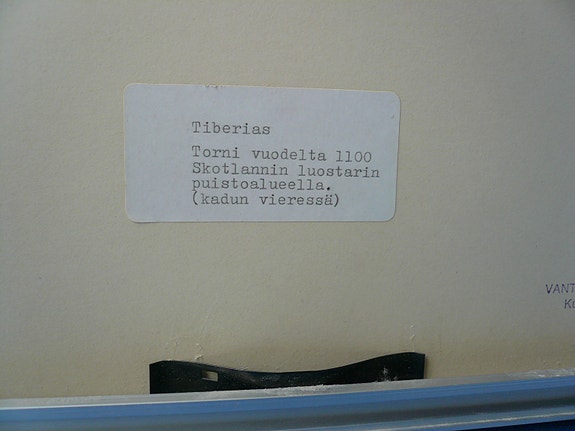 Tiberias
Torni vuodelta 1100
Skotlannin luostarin
puistoalueella.
(kadun vieressä)
VANT